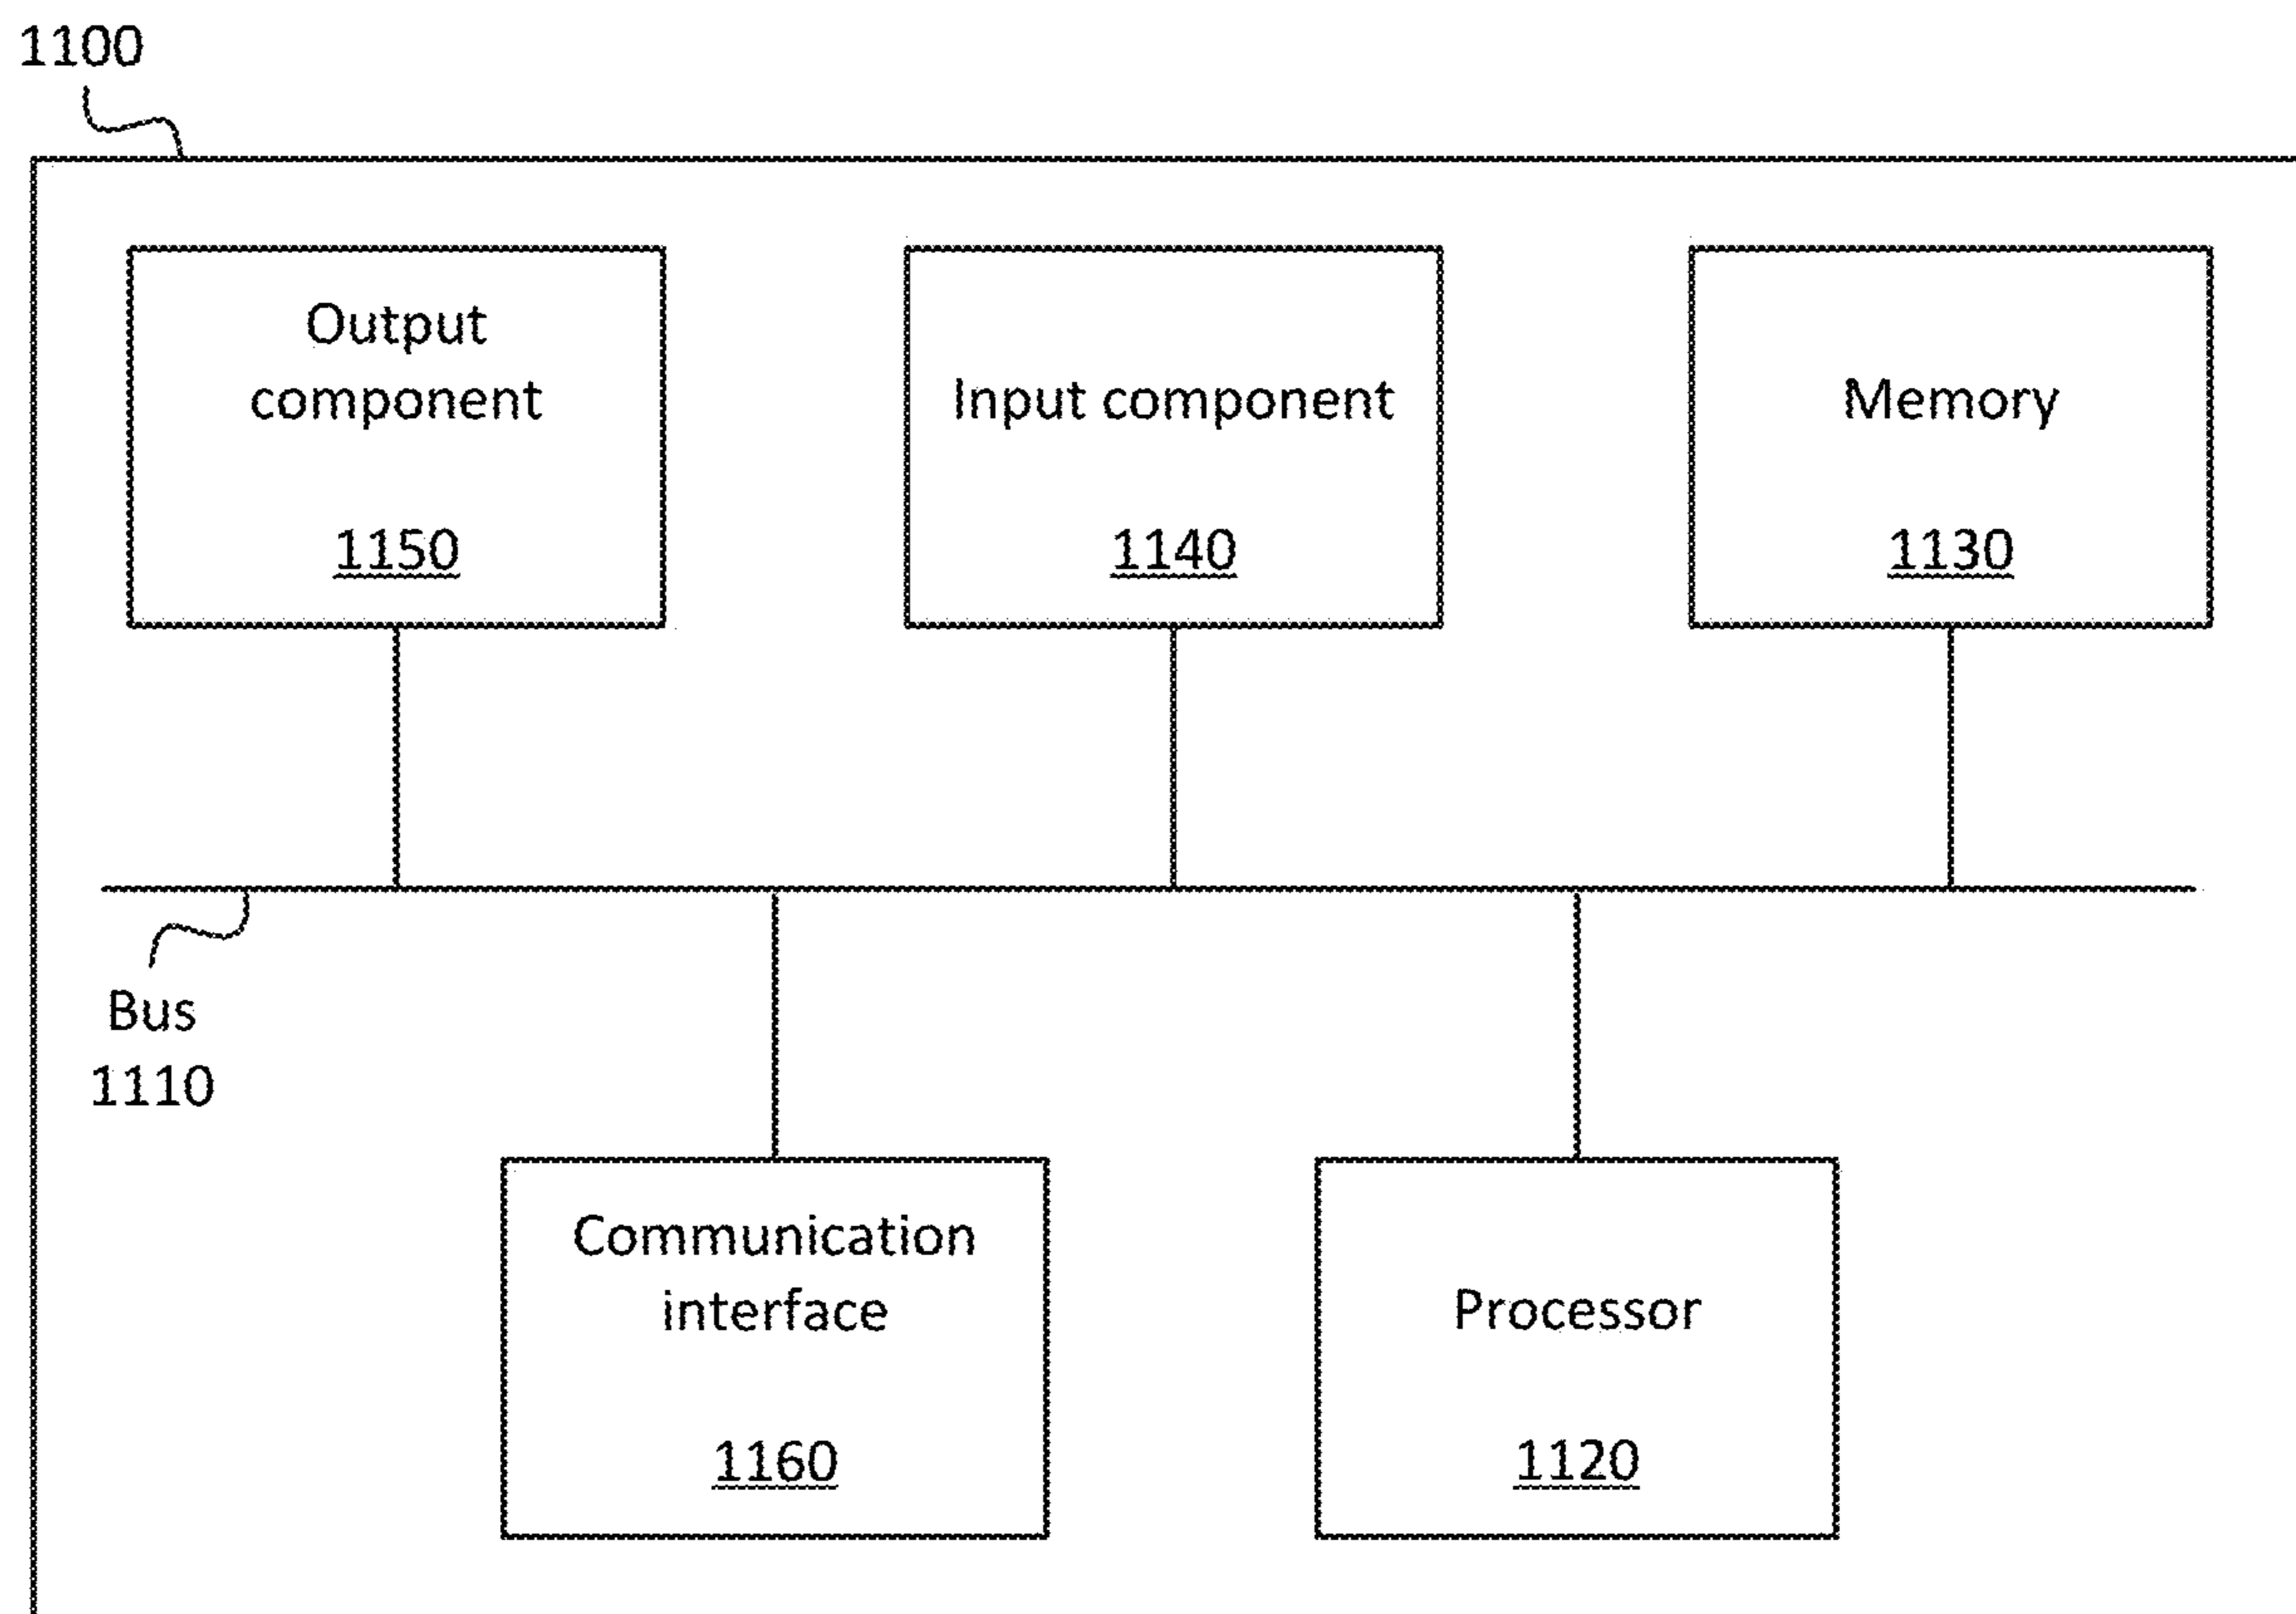 1100
Output
component
1150
Input component
1140
Memory
1130
Bus
1110
Communication
interface
1160
Processor
1120